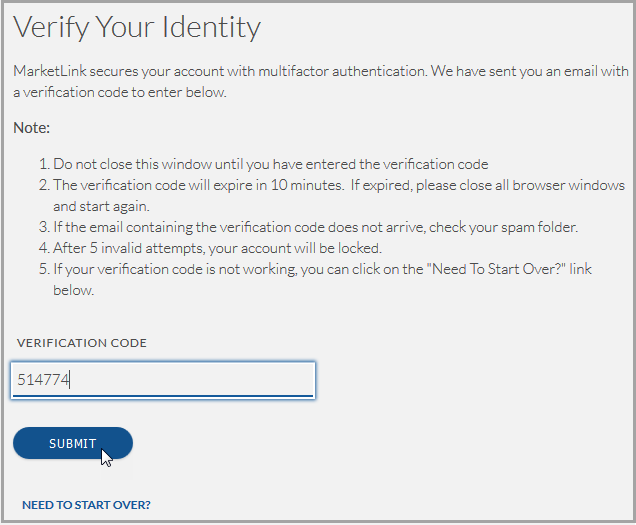 Verify Your Identity
MarketLink secures your account with multifactor authentication. We have sent you an email with
a verification code to enter below.
Note:
1. Do not close this window until you have entered the verification code
2. The verification code will expire in 10 minutes.  If expired, please close all browser windows
and start again.
3. If the email containing the verification code does not arrive, check your spam folder.
4. After 5 invalid attempts, your account will be locked.
5. If your verification code is not working, you can click on the "Need To Start Over?" link
below.
VERIFICATION CODE
514774
SUBMIT
NEED TO START OVER?